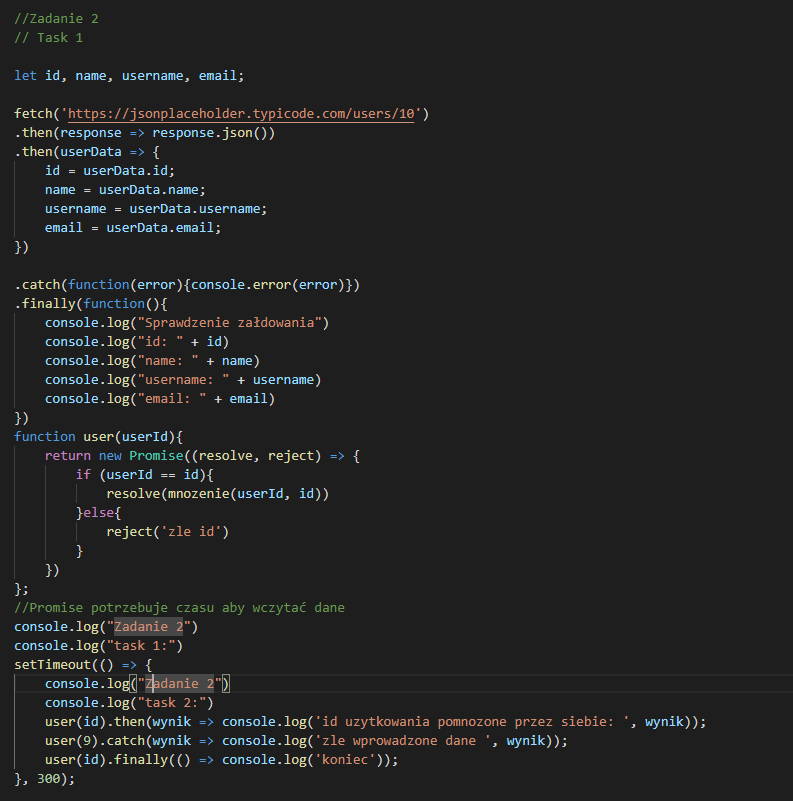 //Zadanie 2
// Task 1
let id, name, username, email;
fetch('https://jsonplaceholder.typicode.com/users/10')
.then(response => response.json())
.then(userData => {
    id = userData.id;
    name = userData.name;
    username = userData.username;
    email = userData.email;
})
.catch(function(error){console.error(error)})
.finally(function(){
    console.log("Sprawdzenie załdowania")
    console.log("id: " + id)
    console.log("name: " + name)
    console.log("username: " + username)
    console.log("email: " + email)
})
function user(userId){
    return new Promise((resolve, reject) => {
        if (userId == id){
            resolve(mnozenie(userId, id))
        }else{
            reject('zle id')
        }
    })
};
//Promise potrzebuje czasu aby wczytać dane
console.log("Zadanie 2")
console.log("task 1:")
setTimeout(() => {
    console.log("Zadanie 2")
    console.log("task 2:")
    user(id).then(wynik => console.log('id uzytkowania pomnozone przez siebie: ', wynik));
    user(9).catch(wynik => console.log('zle wprowadzone dane ', wynik));
    user(id).finally(() => console.log('koniec'));
}, 300);